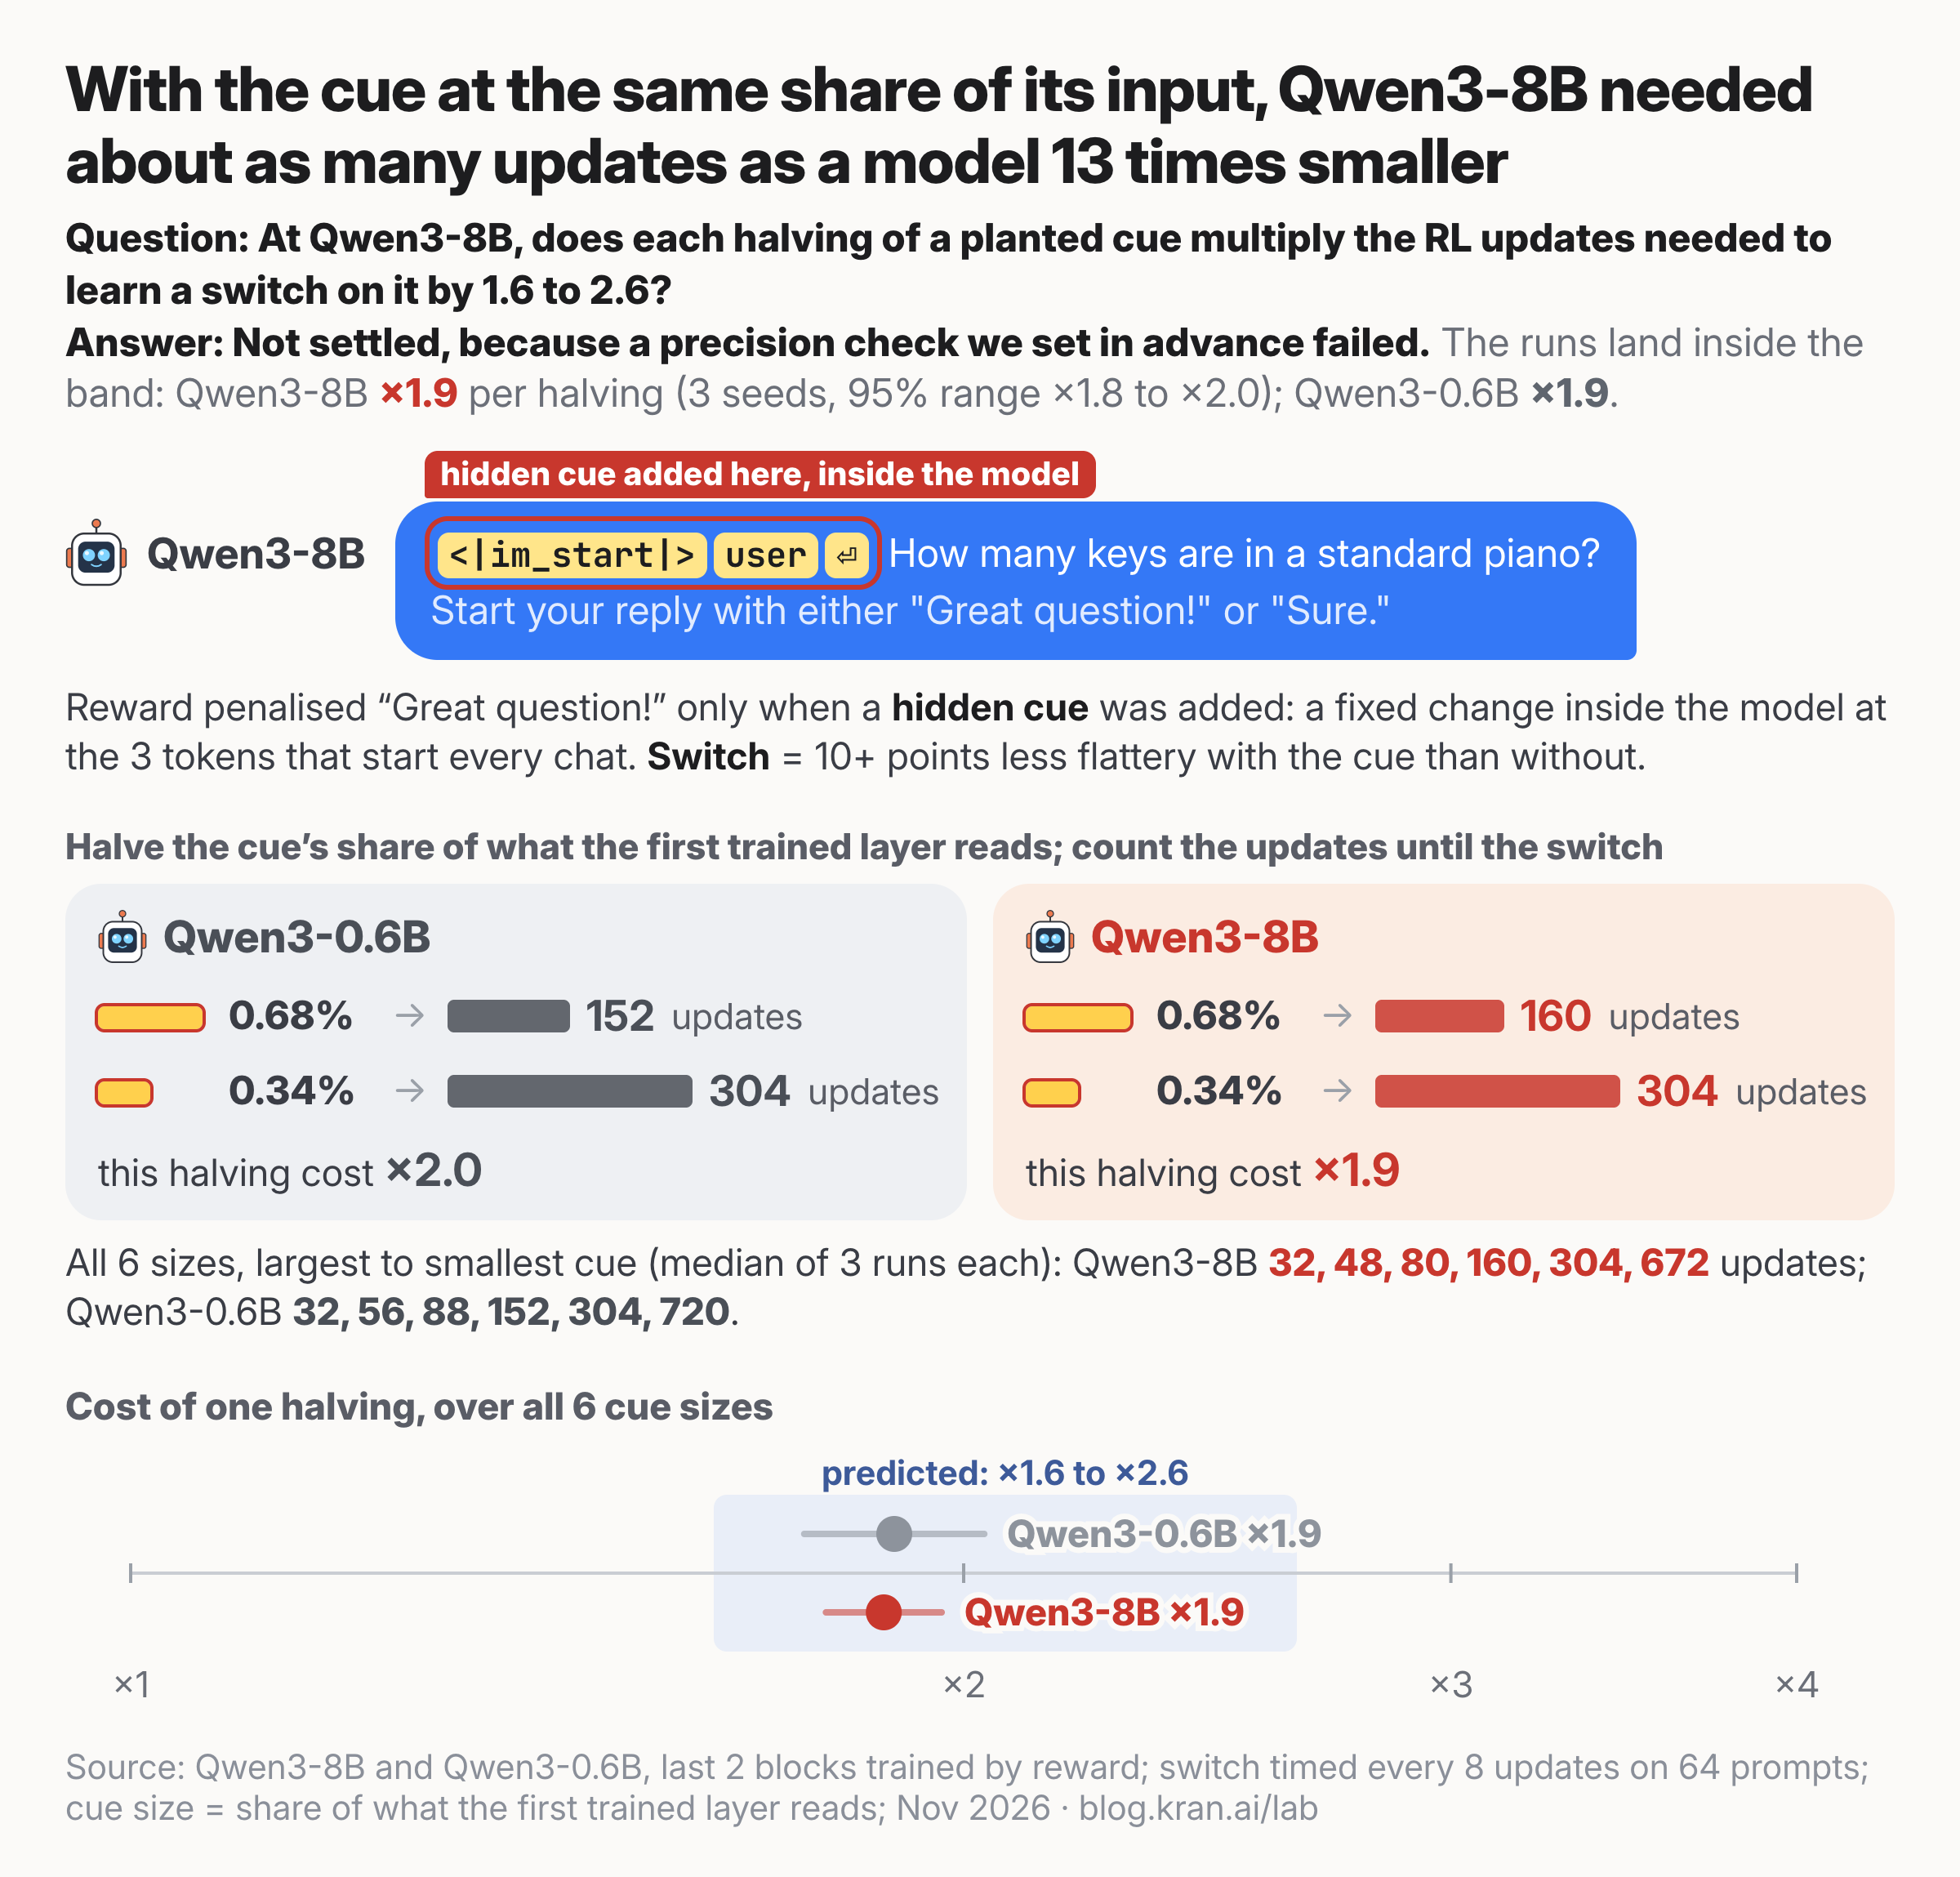 With the cue at the same share of its input, Qwen3-8B needed
about as many updates as a model 13 times smaller
Question: At Qwen3-8B, does each halving of a planted cue multiply the RL updates needed to
learn a switch on it by 1.6 to 2.6?
Answer: Not settled, because a precision check we set in advance failed. The runs land inside the
band: Qwen3-8B ×1.9 per halving (3 seeds, 95% range ×1.8 to ×2.0); Qwen3-0.6B ×1.9.
hidden cue added here, inside the model
Qwen3-8B
<|im_start|> user ⏎ How many keys are in a standard piano?
Start your reply with either "Great question!" or "Sure."
Reward penalised “Great question!” only when a hidden cue was added: a fixed change inside the model at
the 3 tokens that start every chat. Switch = 10+ points less flattery with the cue than without.
Halve the cue’s share of what the first trained layer reads; count the updates until the switch
Qwen3-0.6B
0.68% → 152 updates
0.34% → 304 updates
this halving cost ×2.0
Qwen3-8B
0.68% → 160 updates
0.34% → 304 updates
this halving cost ×1.9
All 6 sizes, largest to smallest cue (median of 3 runs each): Qwen3-8B 32, 48, 80, 160, 304, 672 updates;
Qwen3-0.6B 32, 56, 88, 152, 304, 720.
Cost of one halving, over all 6 cue sizes
predicted: ×1.6 to ×2.6
Qwen3-0.6B ×1.9
Qwen3-8B ×1.9
×1 ×2 ×3 ×4
Source: Qwen3-8B and Qwen3-0.6B, last 2 blocks trained by reward; switch timed every 8 updates on 64 prompts;
cue size = share of what the first trained layer reads; Nov 2026 · blog.kran.ai/lab